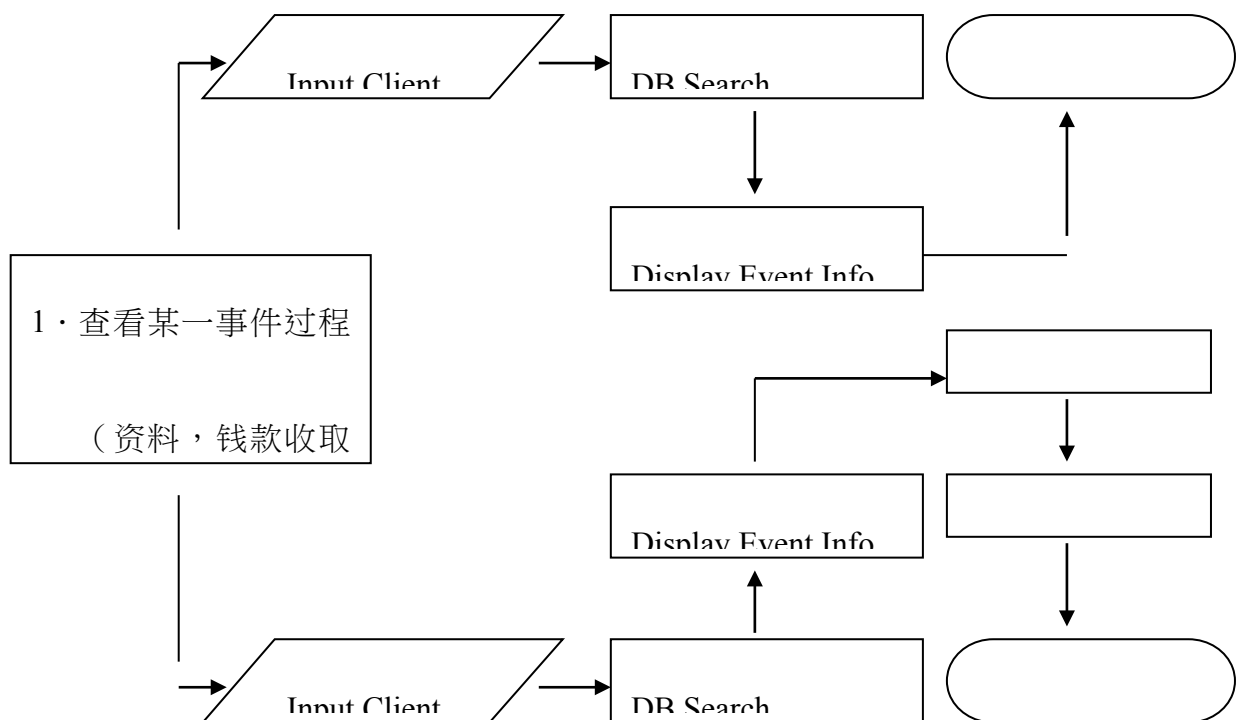 Input Client
DB Search
Display Event Info
1．查看某一事件过程
（资料，钱款收取
Display Event Info
Input Client
DB Search